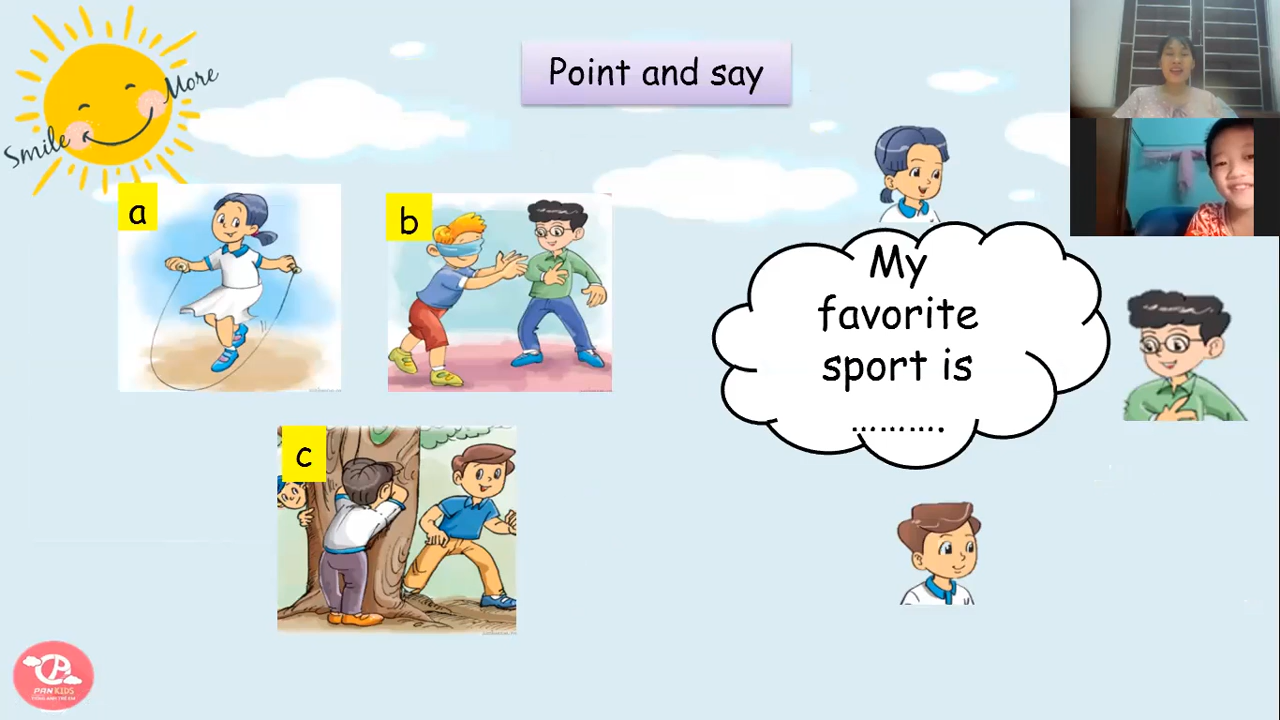 Smile More
Point and say
a
b
c
My
favorite
sport is
……….
PAN KIDS